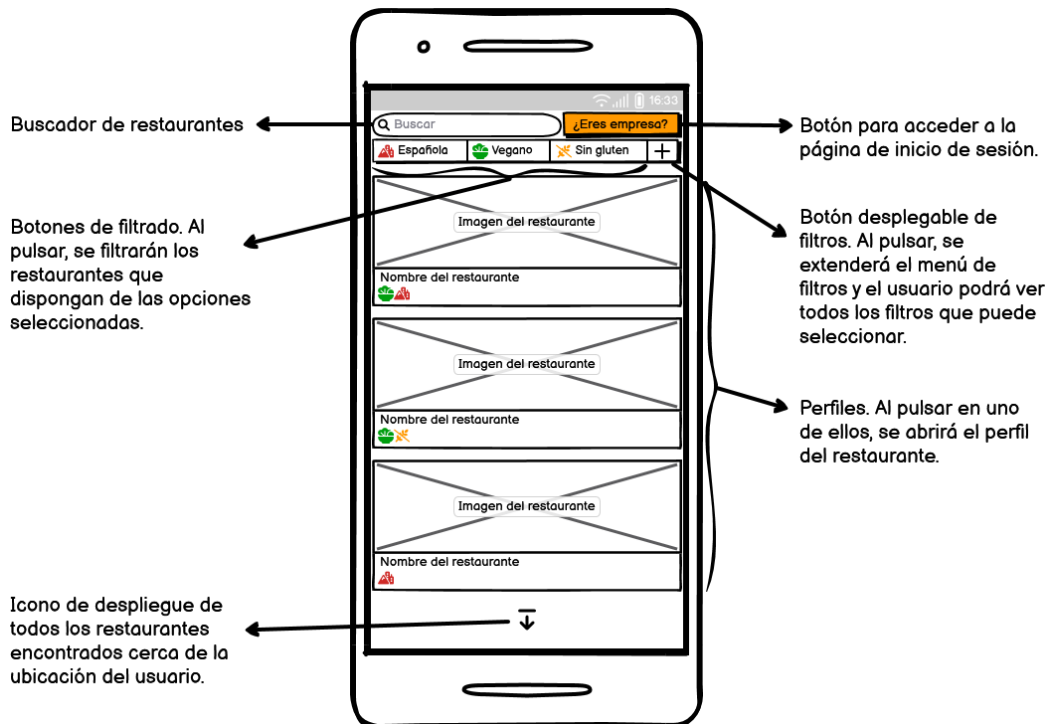 16:33
Buscar
¿Eres empresa?
Española
Vegano
Sin gluten
Imagen del restaurante
Nombre del restaurante
Imagen del restaurante
Nombre del restaurante
Imagen del restaurante
Nombre del restaurante
Buscador de restaurantes
Botones de filtrado. Al
pulsar, se filtrarán los
restaurantes que
dispongan de las opciones
seleccionadas.
Icono de despliegue de
todos los restaurantes
encontrados cerca de la
ubicación del usuario.
Botón para acceder a la
página de inicio de sesión.
Botón desplegable de
filtros. Al pulsar, se
extenderá el menú de
filtros y el usuario podrá ver
todos los filtros que puede
seleccionar.
Perfiles. Al pulsar en uno
de ellos, se abrirá el perfil
del restaurante.